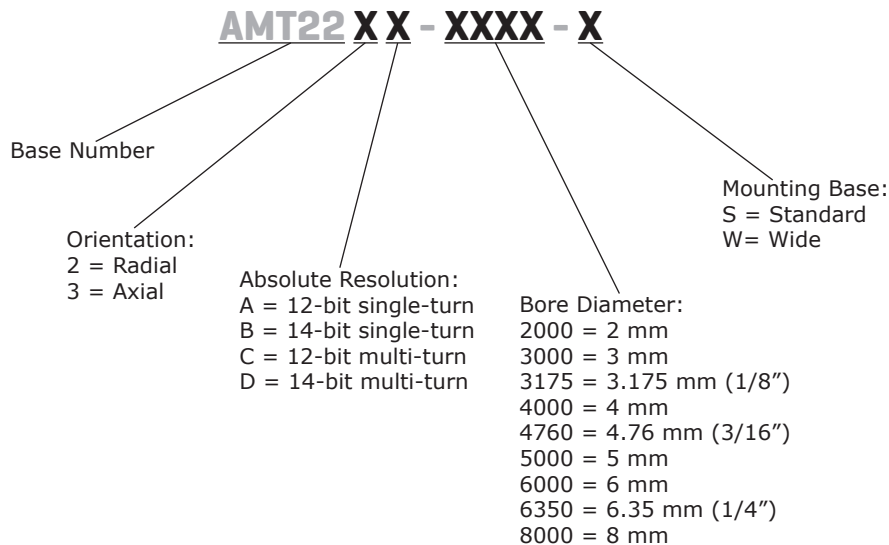 AMT22 X X - XXXX - X
Base Number
Orientation:
2 = Radial
3 = Axial
Absolute Resolution:
A = 12-bit single-turn
B = 14-bit single-turn
C = 12-bit multi-turn
D = 14-bit multi-turn
Bore Diameter:
2000 = 2 mm
3000 = 3 mm
3175 = 3.175 mm (1/8”)
4000 = 4 mm
4760 = 4.76 mm (3/16”)
5000 = 5 mm
6000 = 6 mm
6350 = 6.35 mm (1/4”)
8000 = 8 mm
Mounting Base:
S = Standard
W= Wide